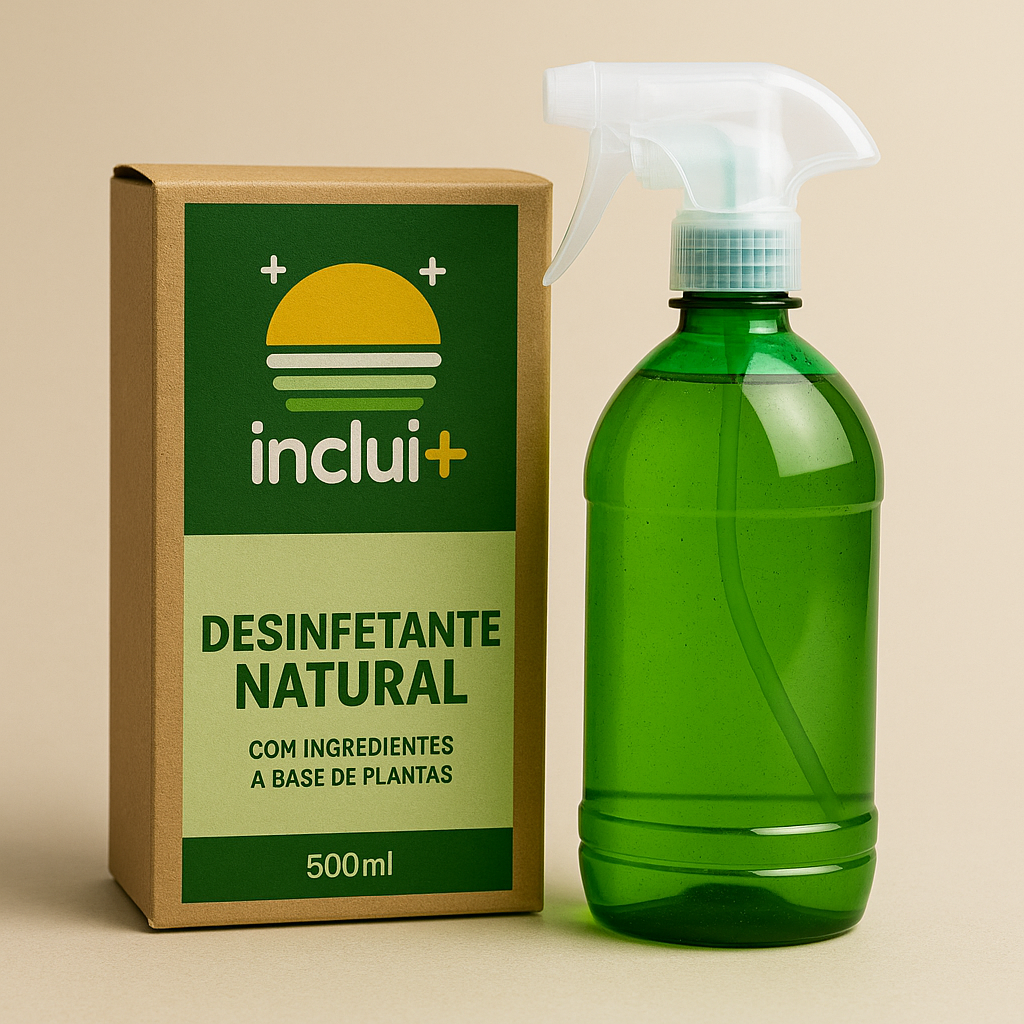 inclui+
DESINFETANTE
NATURAL
COM INGREDIENTES
A BASE DE PLANTAS
500ml